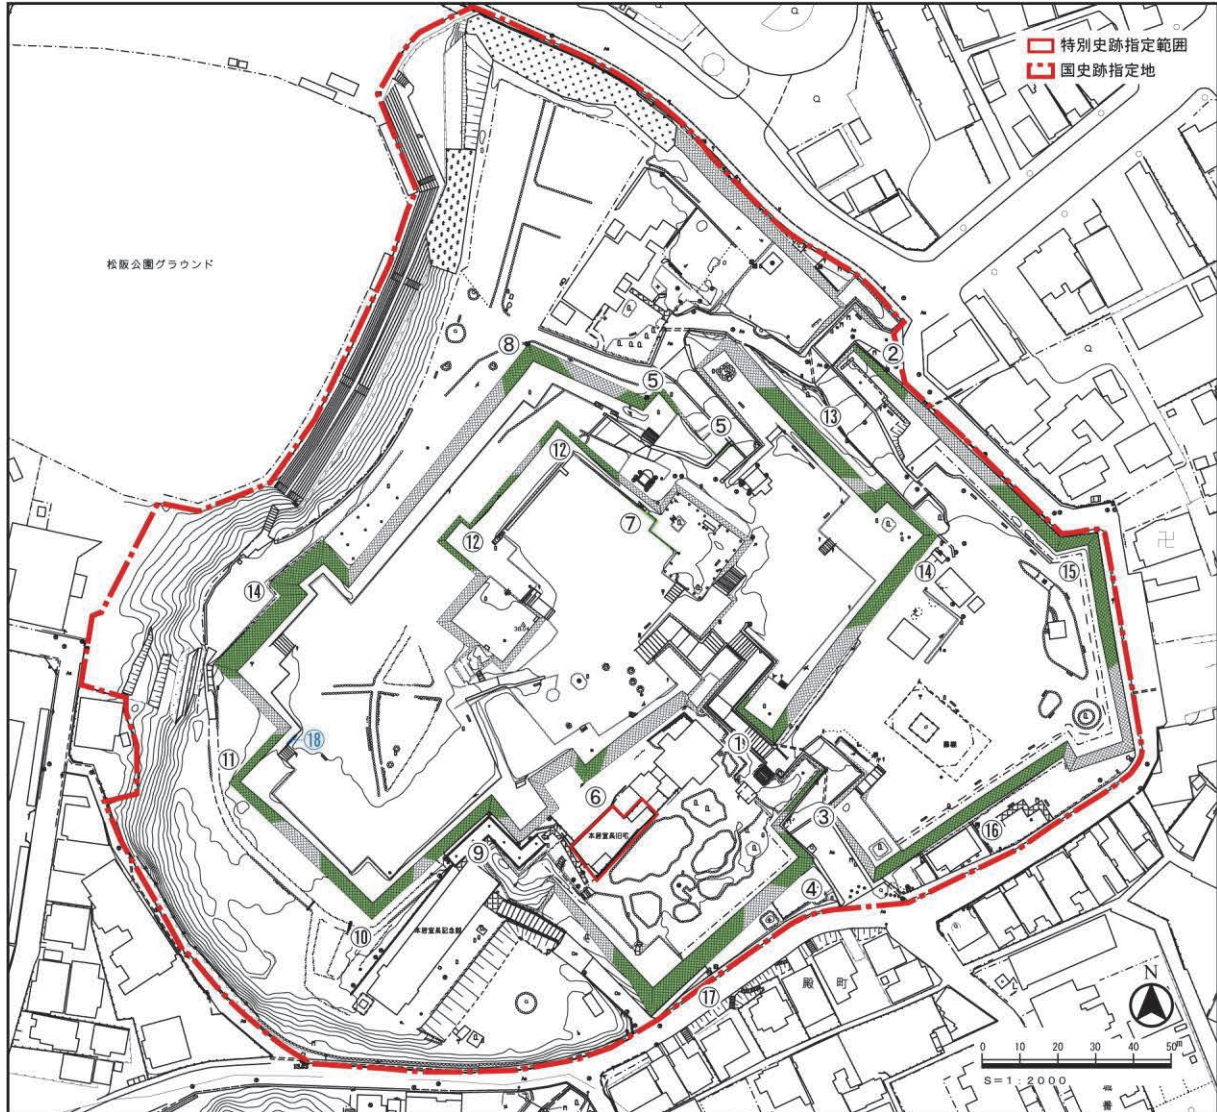 特別史跡指定範囲
国史跡指定地
松阪公園グラウンド
②
⑧
⑤
⑤
⑬
⑫
⑦
⑫
⑭
⑭
⑮
⑱
⑪
①
⑥
本居宣長旧宅
③
⑯
⑨
④
⑩
本居宣長記念館
⑰
殿町
N
0 10 20 30 40 50m
S=1:2000